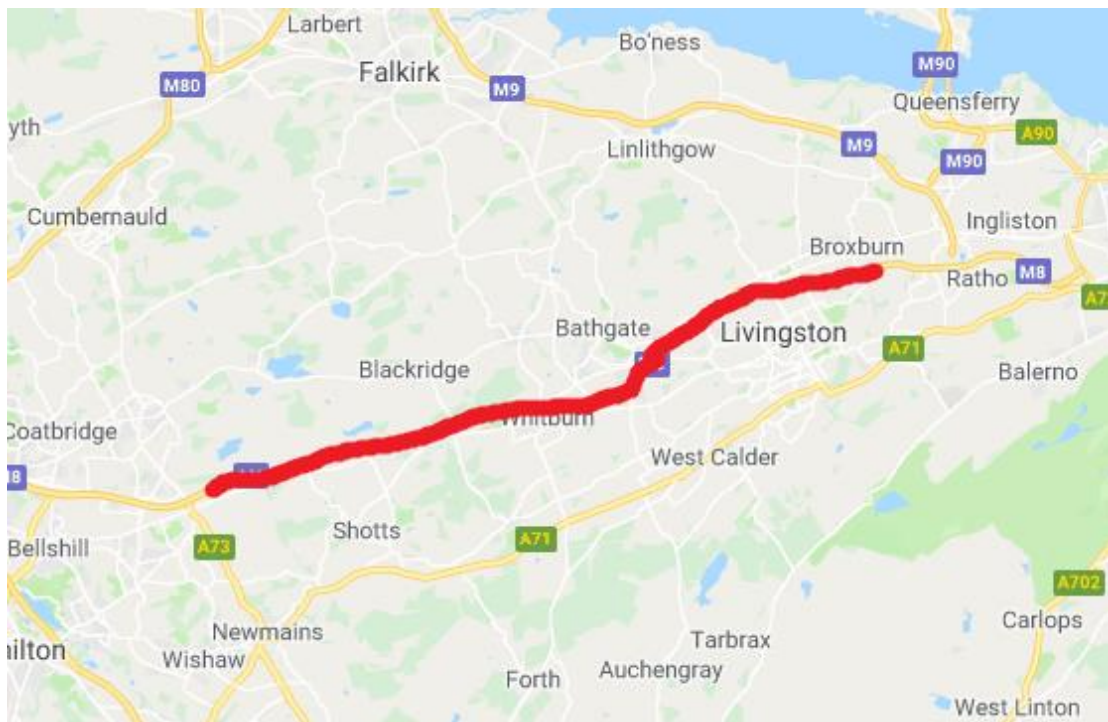 Larbert
Bo'ness
M90
Falkirk
M80
M9
Queensferry
yth
A90
Linlithgow
M9
M90
Cumbernauld
Ingliston
Broxburn
M8
Ratho
A7
Bathgate
Livingston
A71
Blackridge
Balerno
Whitburn
Coatbridge
West Calder
M8
Shotts
A71
Bellshill
A73
A702
Carlops
Newmains
Tarbrax
nilton
Wishaw
Auchengray
Forth
West Linton